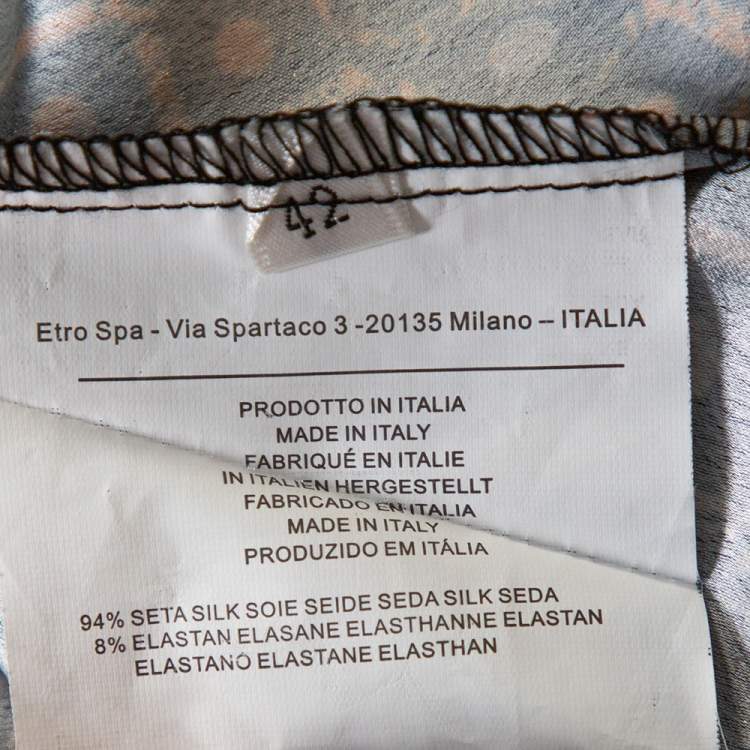 42
Etro Spa - Via Spartaco 3 -20135 Milano – ITALIA
PRODOTTO IN ITALIA
MADE IN ITALY
FABRIQUÉ EN ITALIE
IN ITALIEN HERGESTELLT
FABRICADO EN ITALIA
MADE IN ITALY
PRODUZIDO EM ITÁLIA
94% SETA SILK SOIE SEIDE SEDA SILK SEDA
8% ELASTAN ELASANE ELASTHANNE ELASTAN
ELASTANO ELASTANE ELASTHAN